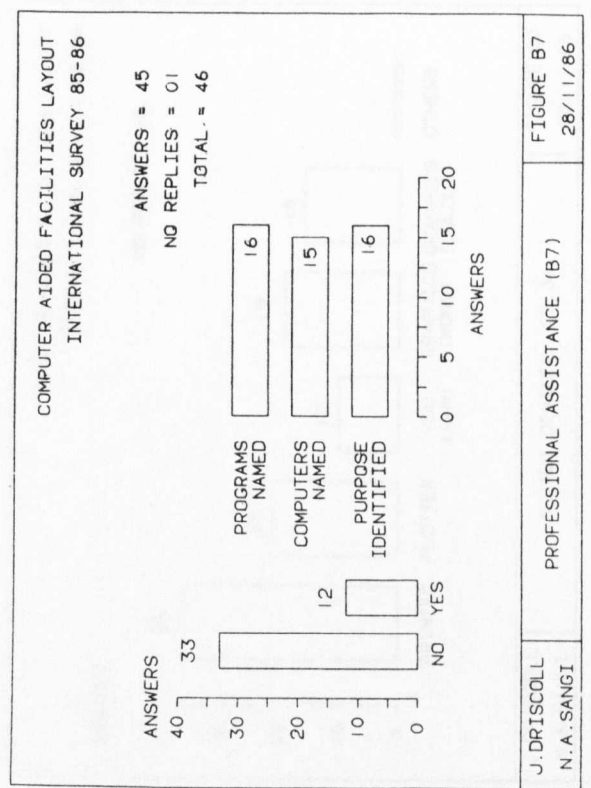 COMPUTER AIDED FACILITIES LAYOUT
INTERNATIONAL SURVEY 85-86
ANSWERS = 45
NO REPLIES = 01
TOTAL = 46
ANSWERS
40
30
20
10
0
33
12
NO YES
PROGRAMS
NAMED
16
COMPUTERS
NAMED
15
PURPOSE
IDENTIFIED
16
0 5 10 15 20
ANSWERS
J. DRISCOLL
N. A. SANGI
PROFESSIONAL ASSISTANCE (B7)
FIGURE B7
28/11/86